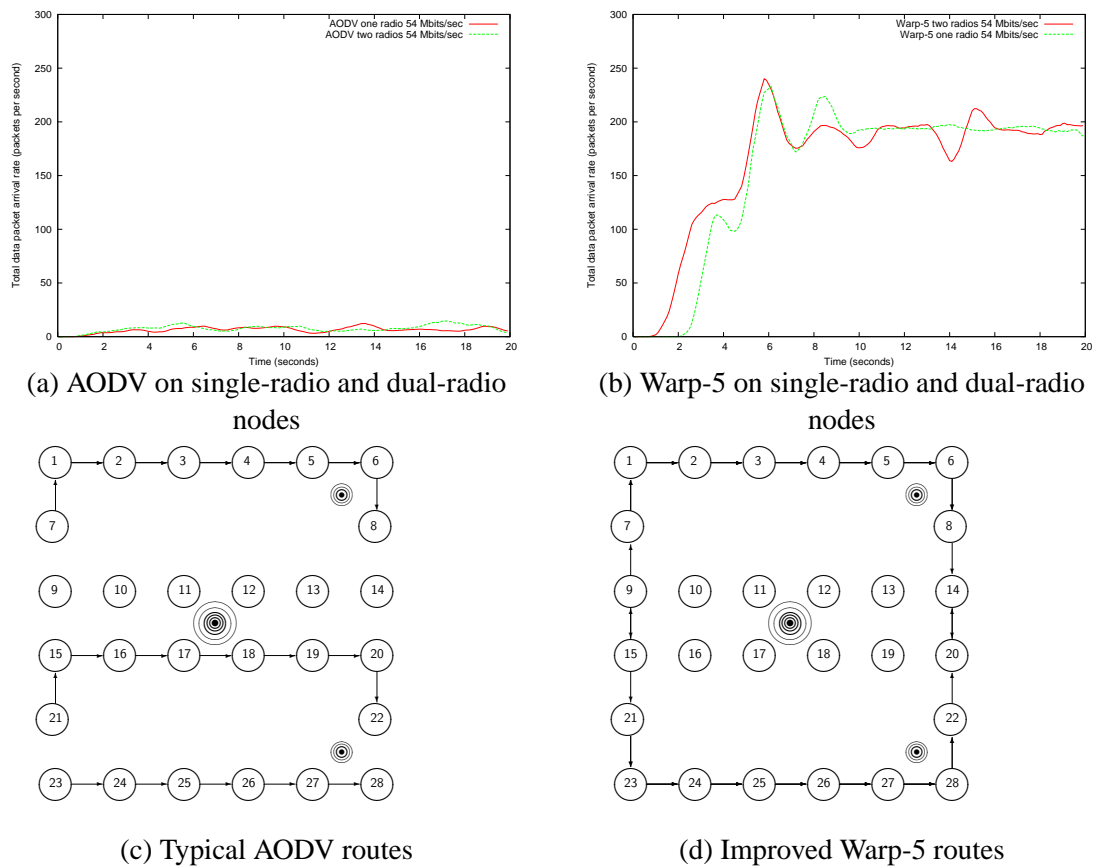 300
250
200
150
100
50
0
Total data packet arrival rate (packets per second)
AODV one radio 54 Mbits/sec
AODV two radios 54 Mbits/sec
0 2 4 6 8 10 12 14 16 18 20
Time (seconds)
(a) AODV on single-radio and dual-radio
nodes
300
250
200
150
100
50
0
Total data packet arrival rate (packets per second)
Warp-5 two radios 54 Mbits/sec
Warp-5 one radio 54 Mbits/sec
0 2 4 6 8 10 12 14 16 18 20
Time (seconds)
(b) Warp-5 on single-radio and dual-radio
nodes
1 2 3 4 5 6
7 8
9 10 11 12 13 14
15 16 17 18 19 20
21 22
23 24 25 26 27 28
(c) Typical AODV routes
1 2 3 4 5 6
7 8
9 10 11 12 13 14
15 16 17 18 19 20
21 22
23 24 25 26 27 28
(d) Improved Warp-5 routes